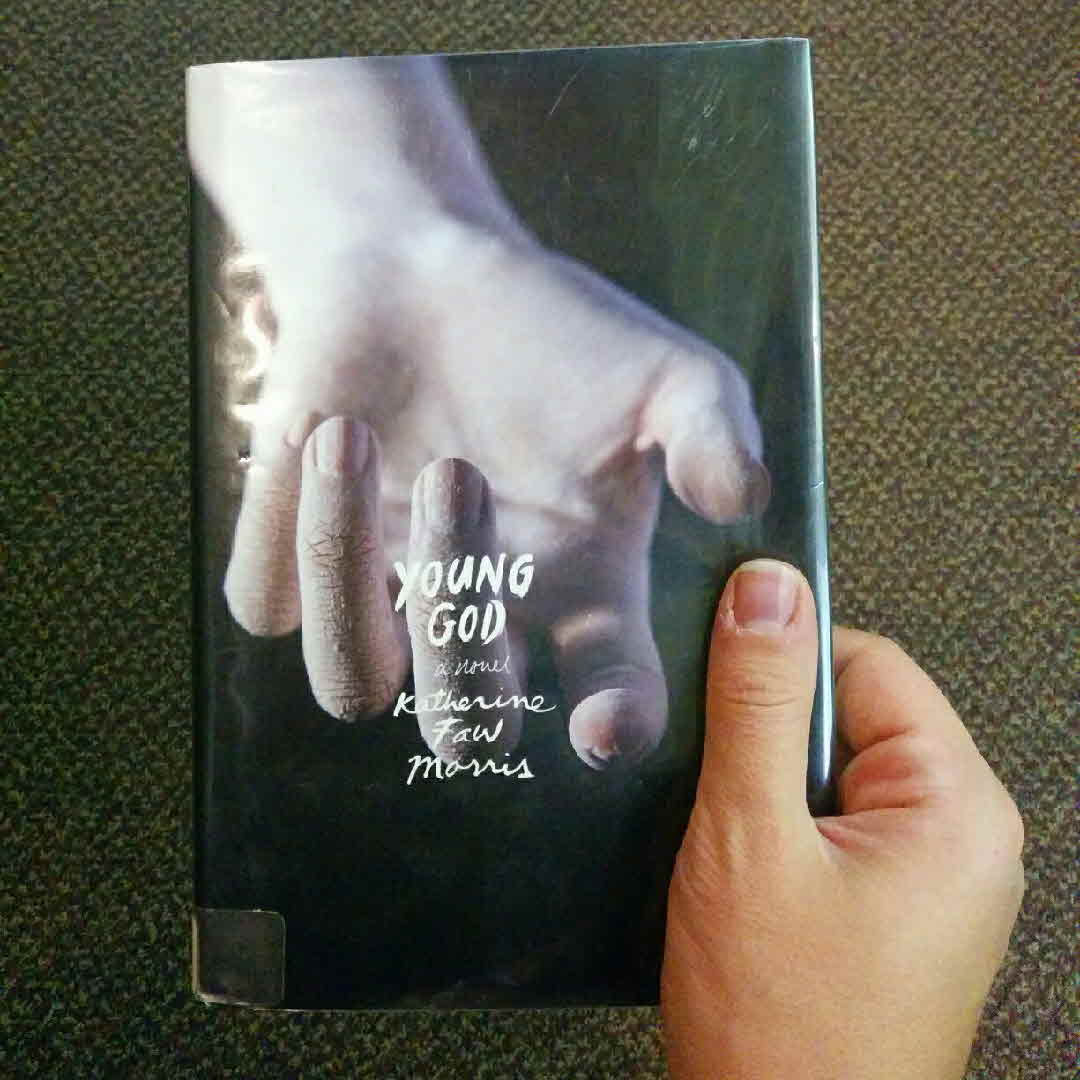 YOUNG
GOD
a novel
Katherine
Faw
Morris